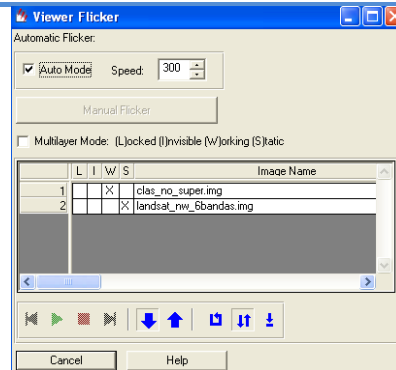 Viewer Flicker
Automatic Flicker:
Auto Mode Speed: 300
Manual Flicker
Multilayer Mode: (L)ocked (I)nvisible (W)orking (S)tatic
L I W S Image Name
1 X clas_no_super.img
2 X landsat_nw_6bandas.img
Cancel Help